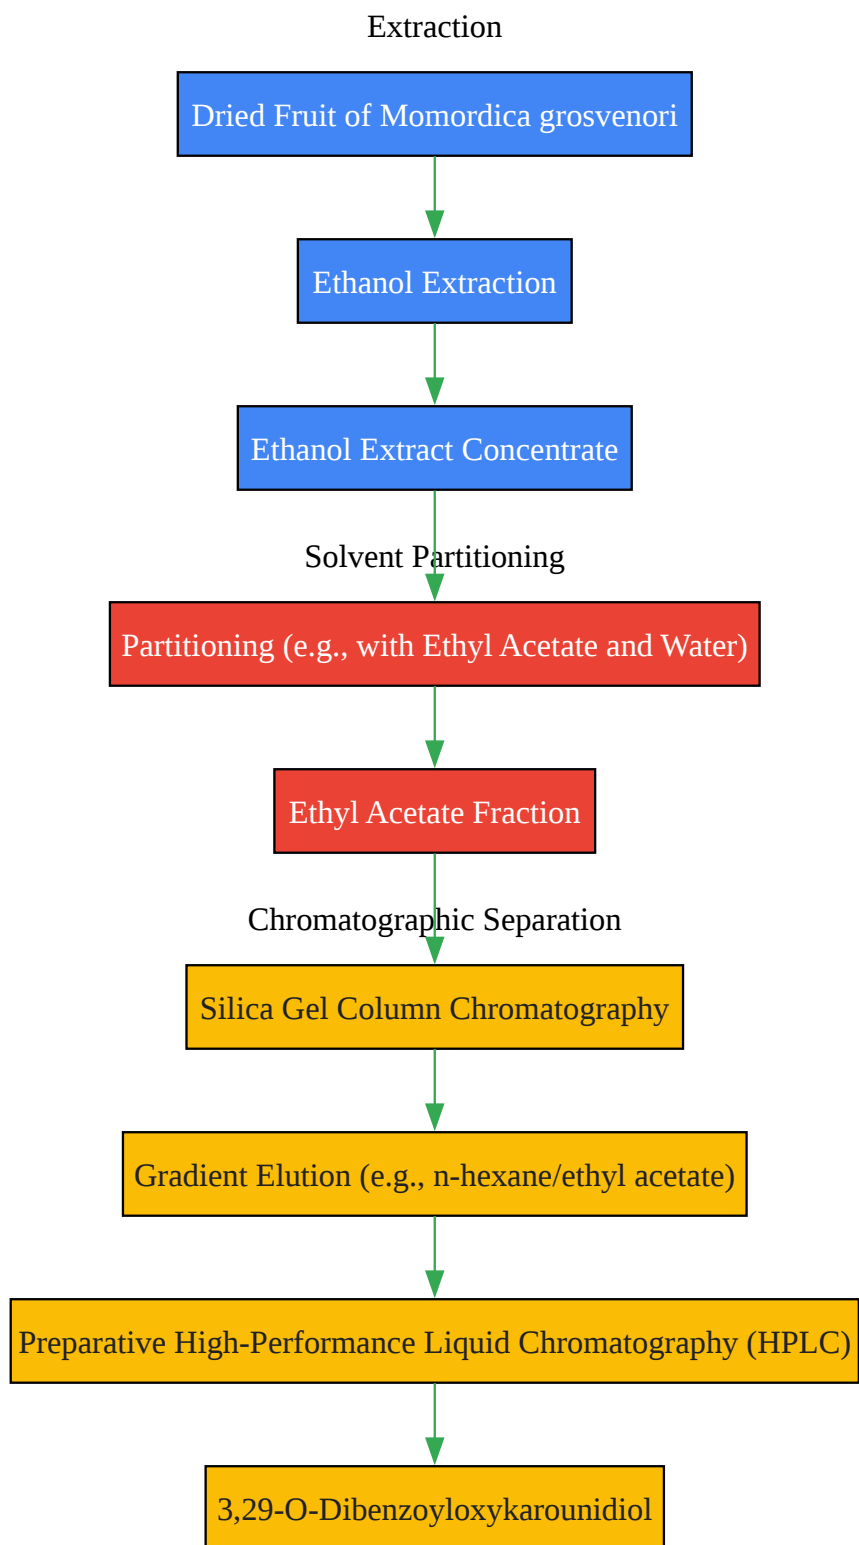 Extraction
Dried Fruit of Momordica grosvenori
Ethanol Extraction
Ethanol Extract Concentrate
Solvent Partitioning
Partitioning (e.g., with Ethyl Acetate and Water)
Ethyl Acetate Fraction
Chromatographic Separation
Silica Gel Column Chromatography
Gradient Elution (e.g., n-hexane/ethyl acetate)
Preparative High-Performance Liquid Chromatography (HPLC)
3,29-O-Dibenzoyloxykarounidiol